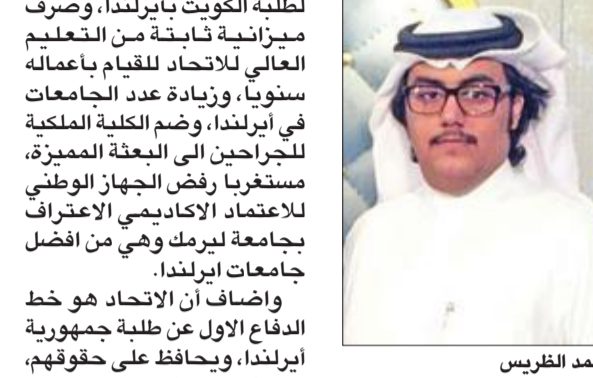 لطلبة الكويت بايرلندا، وصرف
ميزانية ثابتة من التعليم
العالي للاتحاد للقيام بأعماله
سنويا، وزيادة عدد الجامعات
في أيرلندا، وضم الكلية الملكية
للجراحين الى البعثة المميزة،
مستغربا رفض الجهاز الوطني
للاعتماد الاكاديمي الاعتراف
بجامعة ليرمك وهي من افضل
جامعات ايرلندا.
واضاف أن الاتحاد هو خط
الدفاع الاول عن طلبة جمهورية
أيرلندا، ويحافظ على حقوقهم،
الظريس